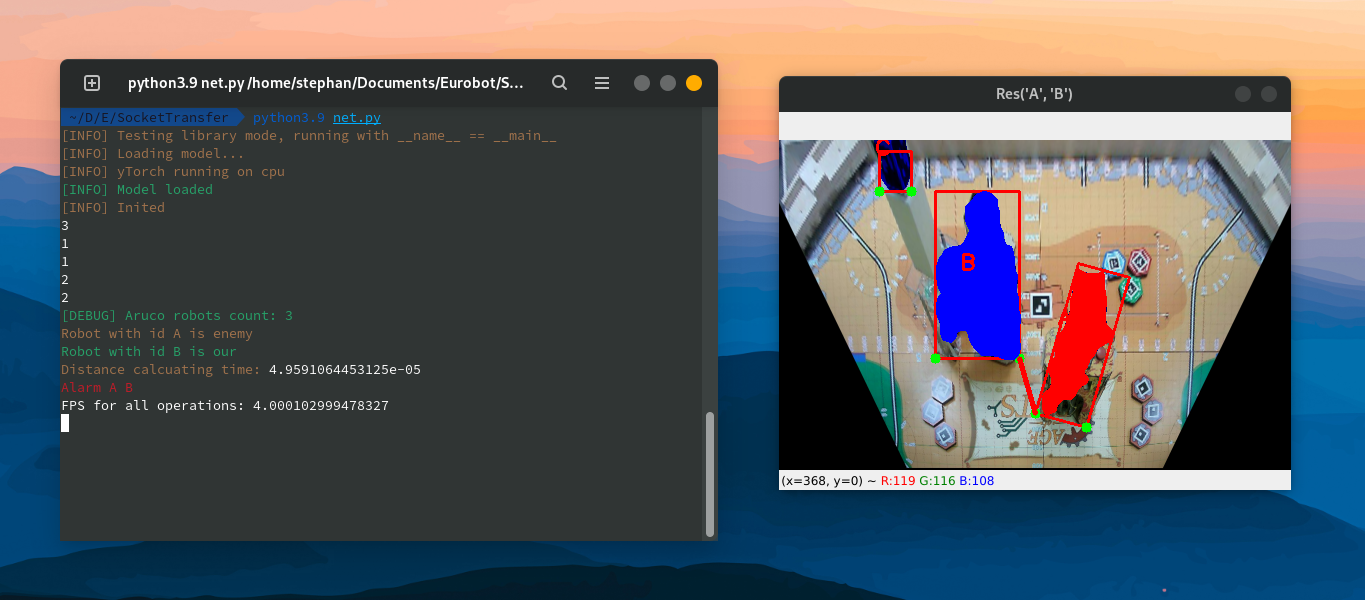 python3.9 net.py /home/stephan/Documents/Eurobot/S...
~/D/E/SocketTransfer python3.9 net.py
[INFO] Testing library mode, running with __name__ == __main__
[INFO] Loading model...
[INFO] yTorch running on cpu
[INFO] Model loaded
[INFO] Inited
3
1
1
2
2
[DEBUG] Aruco robots count: 3
Robot with id A is enemy
Robot with id B is our
Distance calcuating time: 4.9591064453125e-05
Alarm A B
FPS for all operations: 4.000102999478327
Res('A', 'B')
C
B
AGE
(x=368, y=0) ~ R:119 G:116 B:108